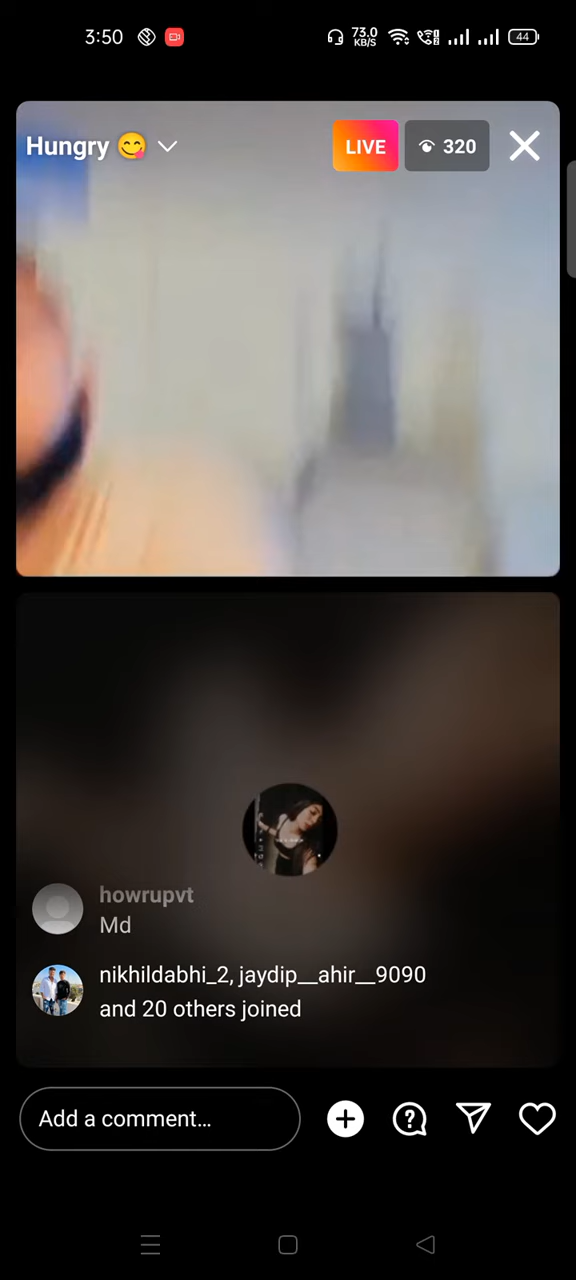 3:50 73.0 KB/S 44
Hungry 😋 LIVE 320
howrupvt
Md
nikhildabhi_2, jaydip__ahir__9090
and 20 others joined
Add a comment...